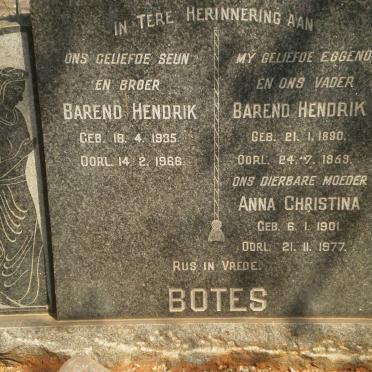 IN TERE HERINNERING AAN
ONS GELIEFDE SEUN
EN BROER
BAREND HENDRIK
GEB. 18. 4. 1935
OORL. 14. 2. 1966
MY GELIEFDE EGGENO
EN ONS VADER
BAREND HENDRIK
GEB. 21. 1. 1890.
OORL. 24. 7. 1969.
ONS DIERBARE MOEDER
ANNA CHRISTINA
GEB. 6. 1. 1901
OORL. 21. 11. 1977.
RUS IN VREDE.
BOTES